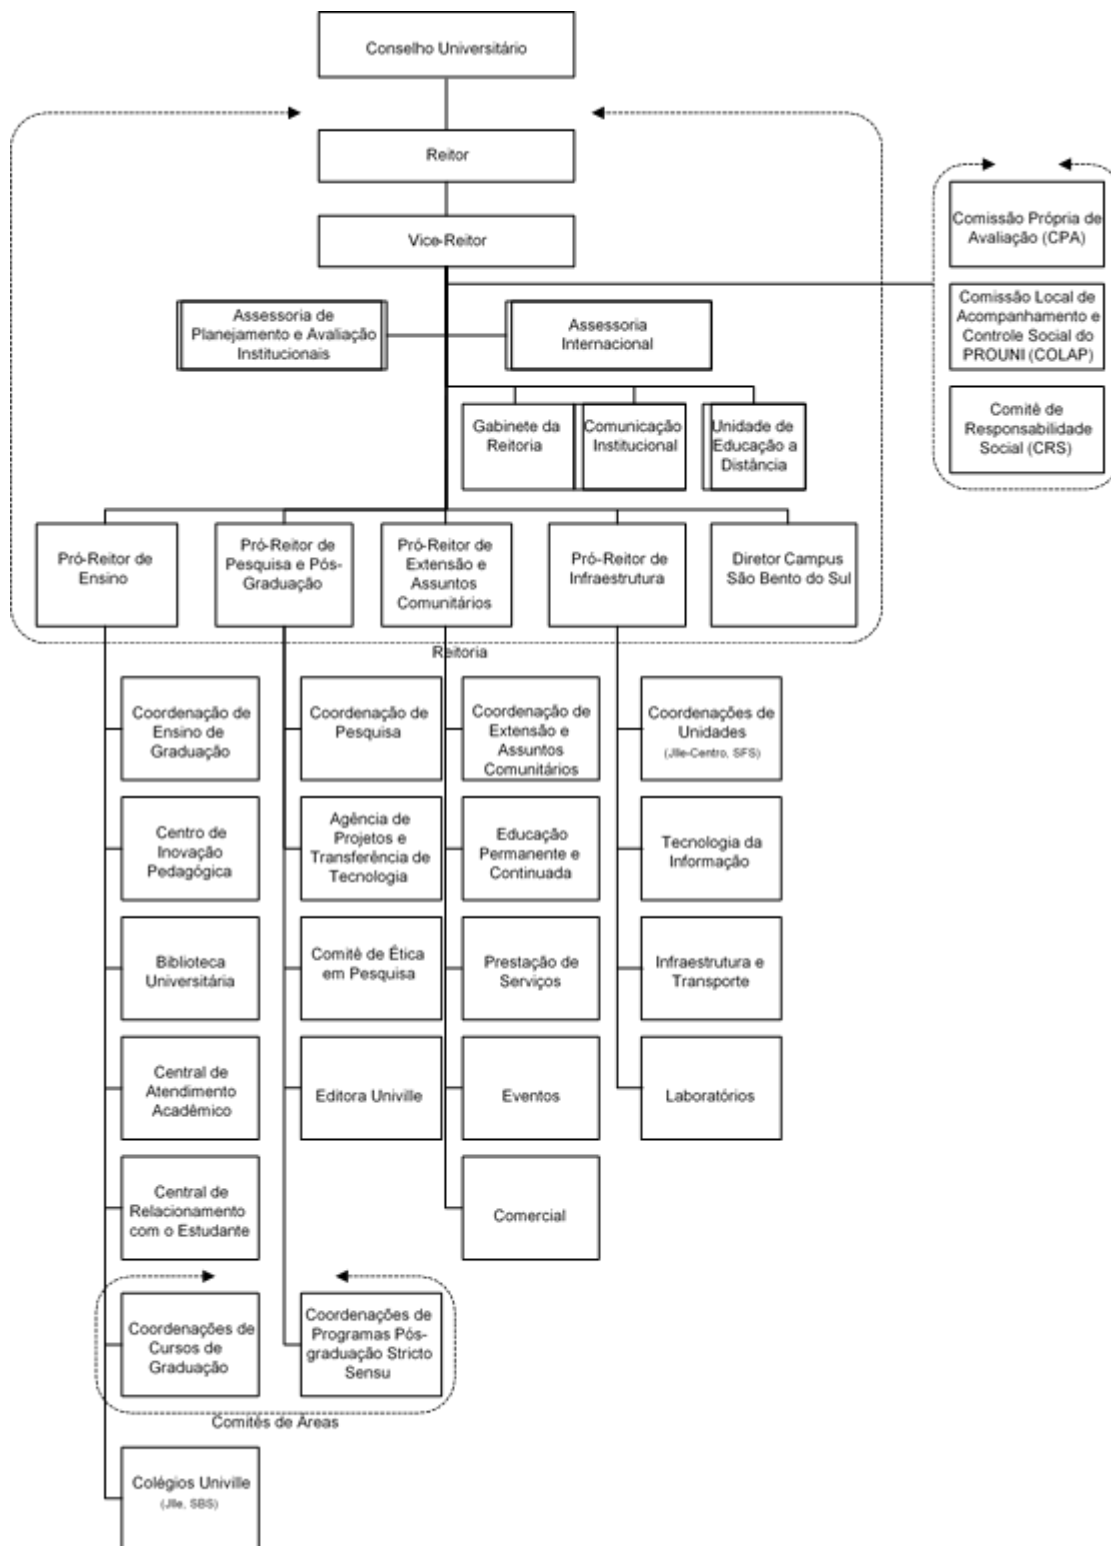 Conselho Universitário
Reitor
Vice-Reitor
Comissão Própria de
Avaliação (CPA)
Comissão Local de
Acompanhamento e
Controle Social do
PROUNI (COLAP)
Comitê de
Responsabilidade
Social (CRS)
Assessoria de
Planejamento e Avaliação
Institucionais
Assessoria
Internacional
Gabinete da
Reitoria
Comunicação
Institucional
Unidade de
Educação a
Distância
Pró-Reitor de
Ensino
Pró-Reitor de
Pesquisa e Pós-
Graduação
Pró-Reitor de
Extensão e
Assuntos
Comunitários
Pró-Reitor de
Infraestrutura
Diretor Campus
São Bento do Sul
Reitoria
Coordenação de
Ensino de
Graduação
Coordenação de
Pesquisa
Coordenação de
Extensão e
Assuntos
Comunitários
Coordenações de
Unidades
(Jlle-Centro, SFS)
Centro de
Inovação
Pedagógica
Agência de
Projetos e
Transferência de
Tecnologia
Educação
Permanente e
Continuada
Tecnologia da
Informação
Biblioteca
Universitária
Comitê de Ética
em Pesquisa
Prestação de
Serviços
Infraestrutura e
Transporte
Central de
Atendimento
Acadêmico
Editora Univille
Eventos
Laboratórios
Central de
Relacionamento
com o Estudante
Comercial
Coordenações de
Cursos de
Graduação
Coordenações de
Programas Pós-
graduação Stricto
Sensu
Comitês de Áreas
Colégios Univille
(Jlle, SBS)